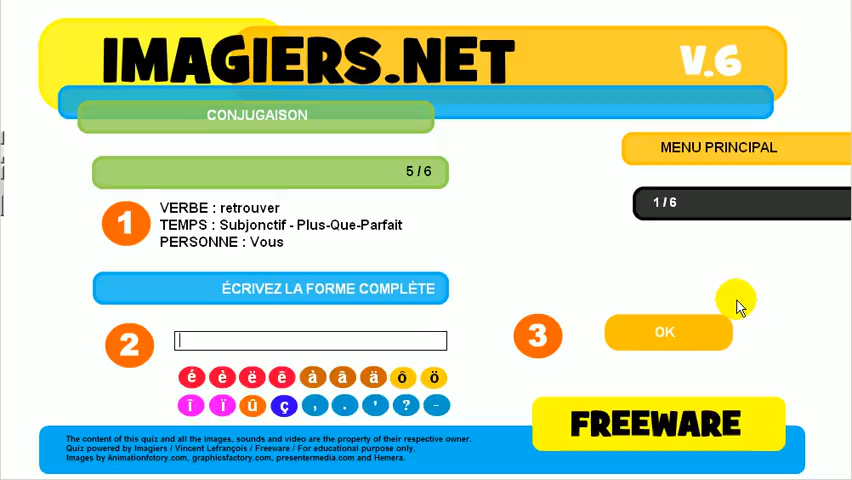 IMAGIERS.NET
V.6
CONJUGAISON
MENU PRINCIPAL
5 / 6
1 / 6
1
VERBE : retrouver
TEMPS : Subjonctif - Plus-Que-Parfait
PERSONNE : Vous
ÉCRIVEZ LA FORME COMPLÈTE
2
3
OK
é è ë ê à â ä ô ö
î ï û ç , . ' ? -
FREEWARE
The content of this quiz and all the images, sounds and video are the property of their respective owner.
Quiz powered by Imagiers / Vincent Lefrançois / Freeware / For educational purpose only.
Images by Animationfctory.com, graphicsfactory.com, presentermedia.com and Hemera.